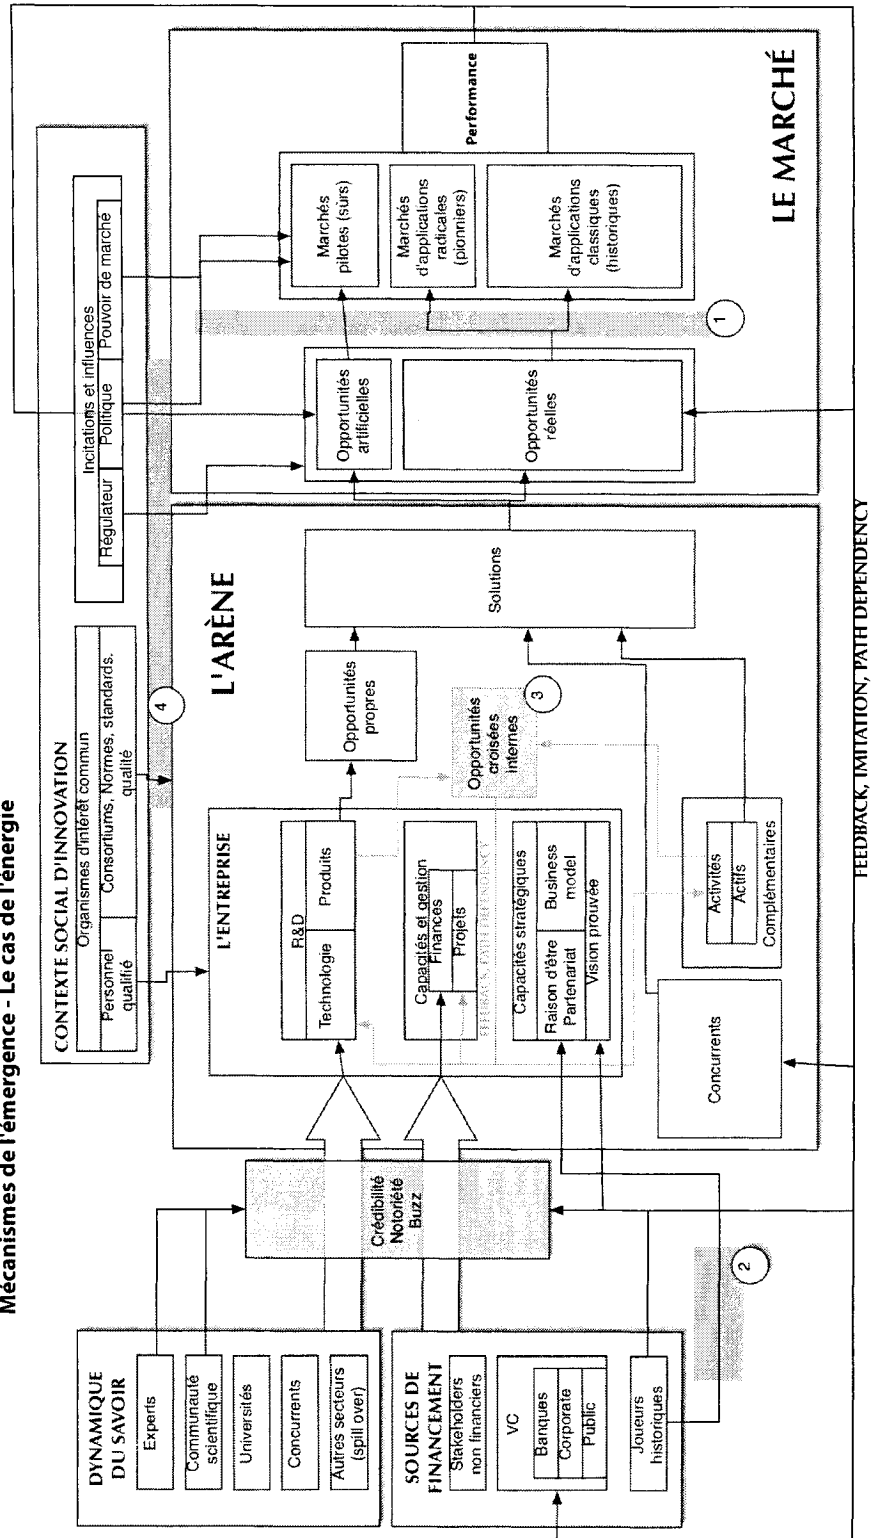 Mécanismes de l'émergence - Le cas de l'énergie
DYNAMIQUE
DU SAVOIR
Experts
Communauté
scientifique
Universités
Concurrents
Autres secteurs
(spill over)
SOURCES DE
FINANCEMENT
Stakeholders
non financiers
VC
Banques
Corporate
Public
Joueurs
historiques
2
Crédibilité
Notoriété
Buzz
CONTEXTE SOCIAL D'INNOVATION
Organismes d'intérêt commun
Personnel
qualifié
Consortiums, Normes, standards.
qualité
Incitations et influences
Régulateur
Politique
Pouvoir de marché
4
L'ARÈNE
L'ENTREPRISE
R&D
Technologie
Produits
Capacités et gestion
Finances
Projets
FEEDBACK, PATH DEPENDENCY
Capacités stratégiques
Raison d'être
Business
model
Partenariat
Vision prouvée
Opportunités
propres
Opportunités
croisées
internes
3
Concurrents
Activités
Actifs
Complémentaires
Solutions
LE MARCHÉ
Opportunités
artificielles
Opportunités
réelles
1
Marchés
pilotes (sûrs)
Marchés
d'applications
radicales
(pionniers)
Marchés
d'applications
classiques
(historiques)
Performance
FEEDBACK, IMITATION, PATH DEPENDENCY